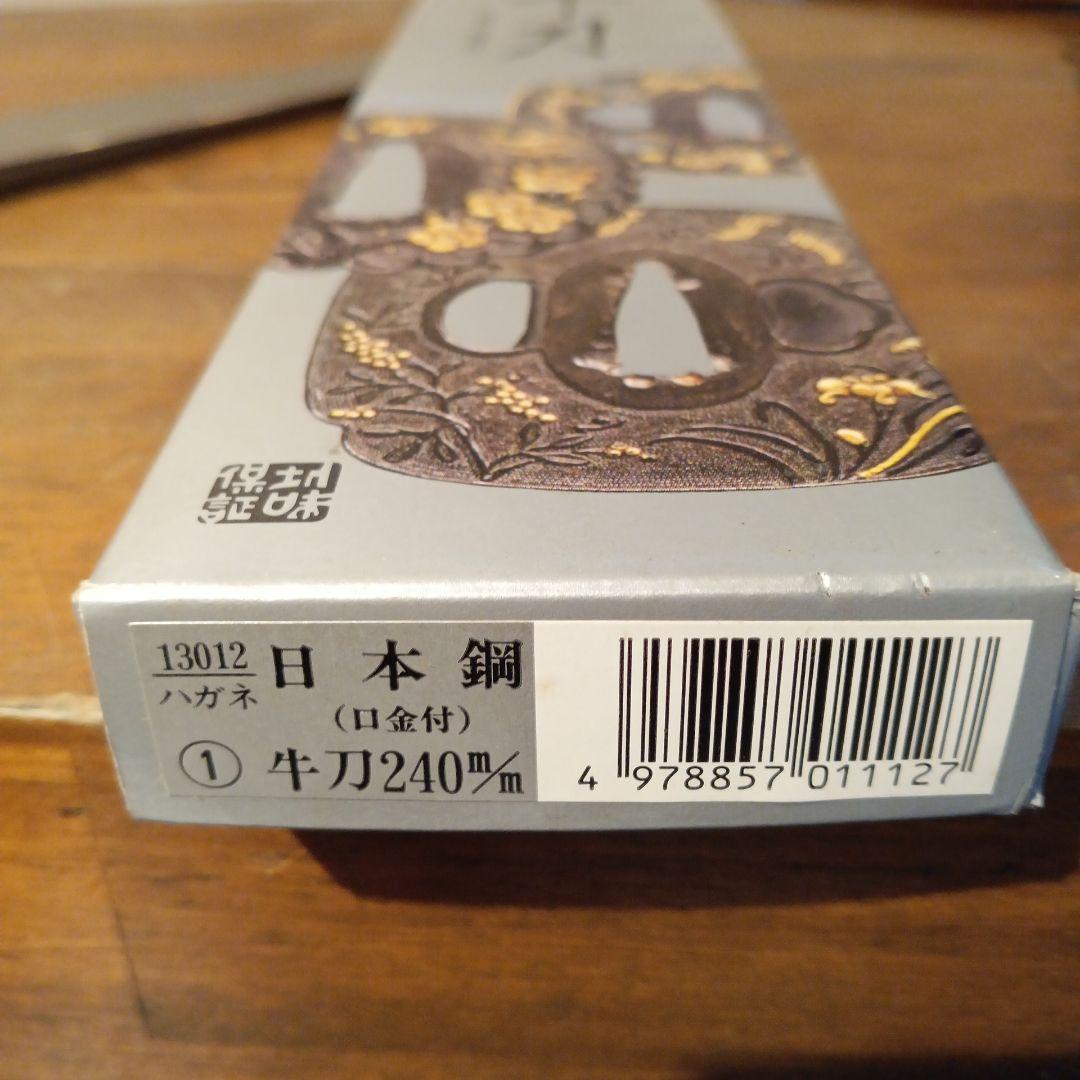 切味
保証
13012
ハガネ
日本鋼
(口金付)
① 牛刀240m/m
4 978857 011127